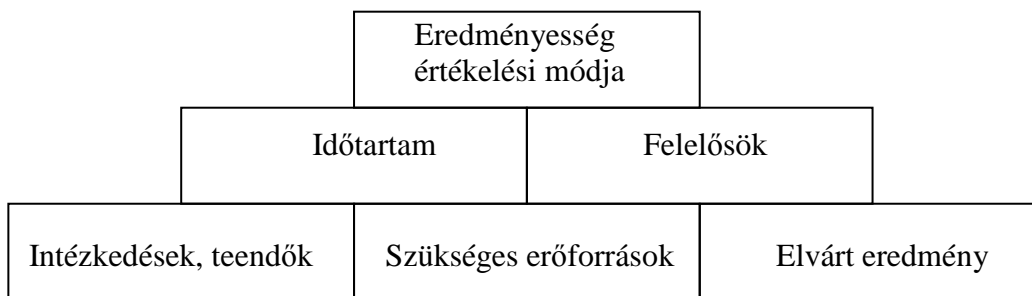 Eredményesség
értékelési módja
Időtartam
Felelősök
Intézkedések, teendők
Szükséges erőforrások
Elvárt eredmény